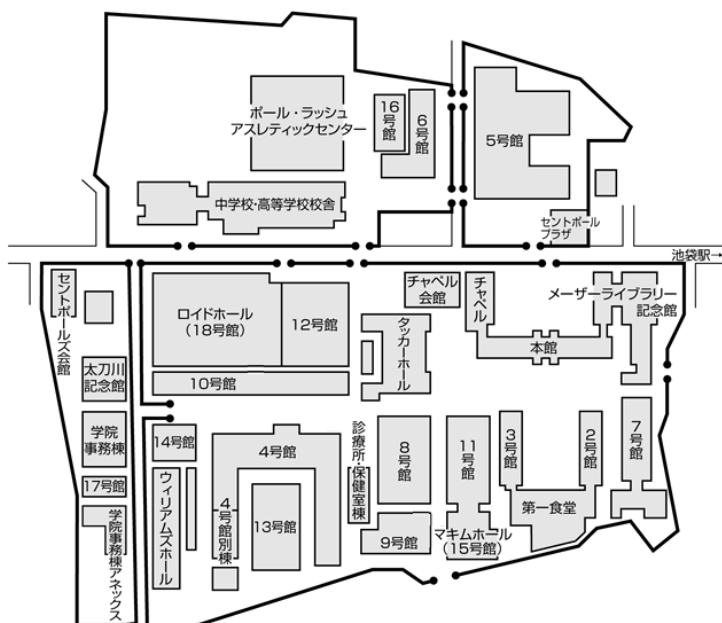 ポール・ラッシュ
アスレティックセンター
16号館
6号館
5号館
中学校・高等学校校舎
セントポール
プラザ
池袋駅→
セントポールズ会館
ロイドホール
（18号館）
12号館
チャペル
会館
チャペル
メーザーライブラリー
記念館
本館
タッカーホール
太刀川
記念館
10号館
学院
事務棟
14号館
4号館
診療所・保健室棟
8号館
11号館
3号館
2号館
7号館
17号館
ウィリアムズホール
4号館別棟
13号館
第一食堂
学院事務棟アネックス
9号館
マキムホール
（15号館）